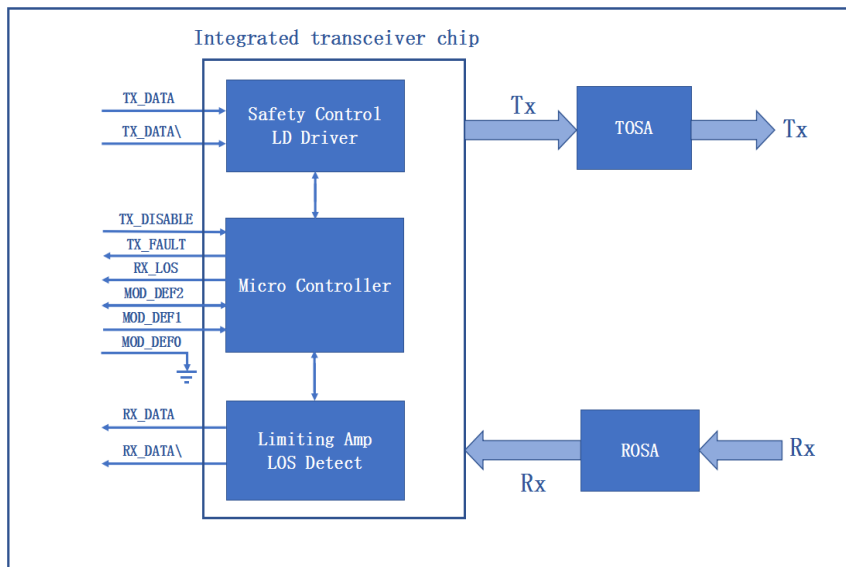 Integrated transceiver chip
TX_DATA
TX_DATA\
Safety Control
LD Driver
Tx
TOSA
Tx
TX_DISABLE
TX_FAULT
RX_LOS
MOD_DEF2
MOD_DEF1
MOD_DEF0
Micro Controller
RX_DATA
RX_DATA\
Limiting Amp
LOS Detect
Rx
ROSA
Rx